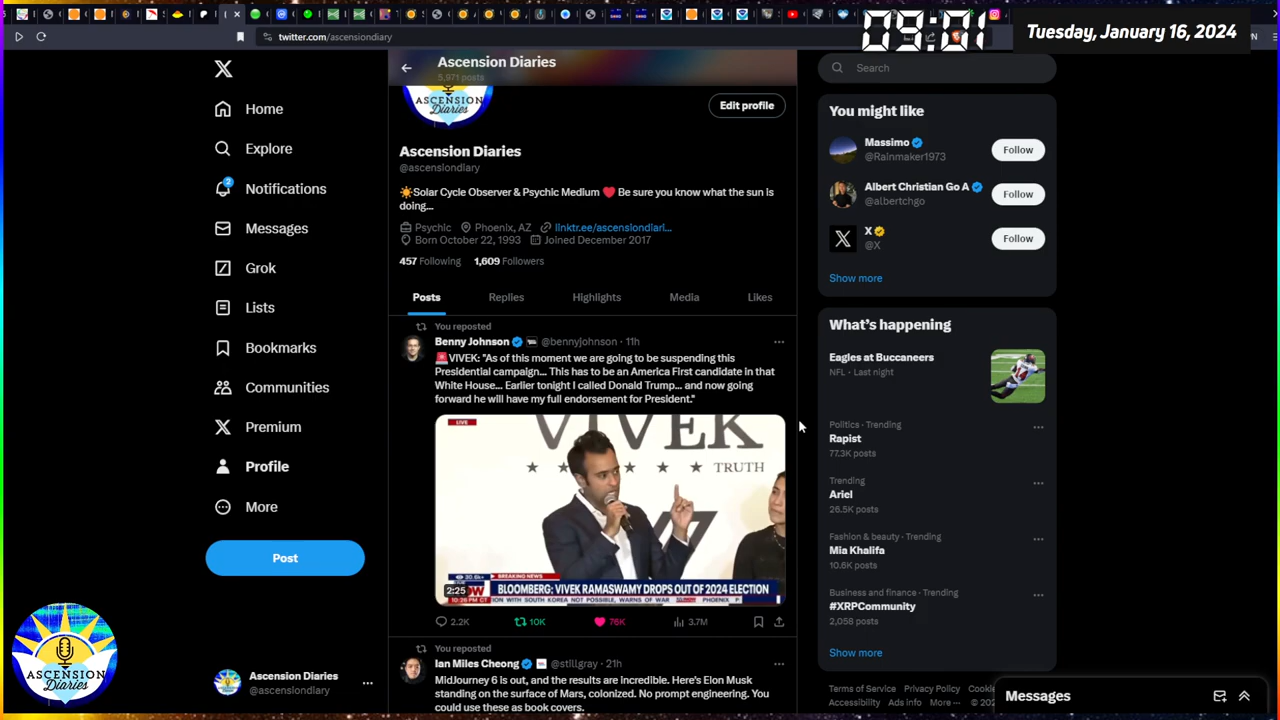 twitter.com/ascensiondiary
09:01
Tuesday, January 16, 2024
Ascension Diaries
5,971 posts
Search
Home
Explore
2
Notifications
Messages
Grok
Lists
Bookmarks
Communities
Premium
Profile
More
Post
Ascension Diaries
@ascensiondiary
ASCENSION
Diaries
ASCENSION
Diaries
Edit profile
Ascension Diaries
@ascensiondiary
Solar Cycle Observer & Psychic Medium ❤️ Be sure you know what the sun is
doing...
Psychic Phoenix, AZ linktr.ee/ascensiondiari...
Born October 22, 1993 Joined December 2017
457 Following 1,609 Followers
Posts Replies Highlights Media Likes
You reposted
Benny Johnson @bennyjohnson · 11h
🚨VIVEK: "As of this moment we are going to be suspending this
Presidential campaign... This has to be an America First candidate in that
White House... Earlier tonight I called Donald Trump... and now going
forward he will have my full endorsement for President."
LIVE
VIVEK
TRUTH
30.6k+
BREAKING NEWS
2:25
BLOOMBERG: VIVEK RAMASWAMY DROPS OUT OF 2024 ELECTION
10:26 PM CT
ION WITH SOUTH KOREA NOT POSSIBLE, WARNS OF WAR
PHOENIX
2.2K 10K 76K 3.7M
You reposted
Ian Miles Cheong @stillgray · 21h
MidJourney 6 is out, and the results are incredible. Here's Elon Musk
standing on the surface of Mars, colonized. No prompt engineering. You
could use these as book covers.
You might like
Massimo
@Rainmaker1973
Follow
Albert Christian Go A
@albertchgo
Follow
X
@X
Follow
Show more
What's happening
Eagles at Buccaneers
NFL · Last night
Politics · Trending
Rapist
77.3K posts
Trending
Ariel
26.5K posts
Fashion & beauty · Trending
Mia Khalifa
10.6K posts
Business and finance · Trending
#XRPCommunity
2,058 posts
Show more
Terms of Service Privacy Policy
Accessibility Ads info More ···
Messages